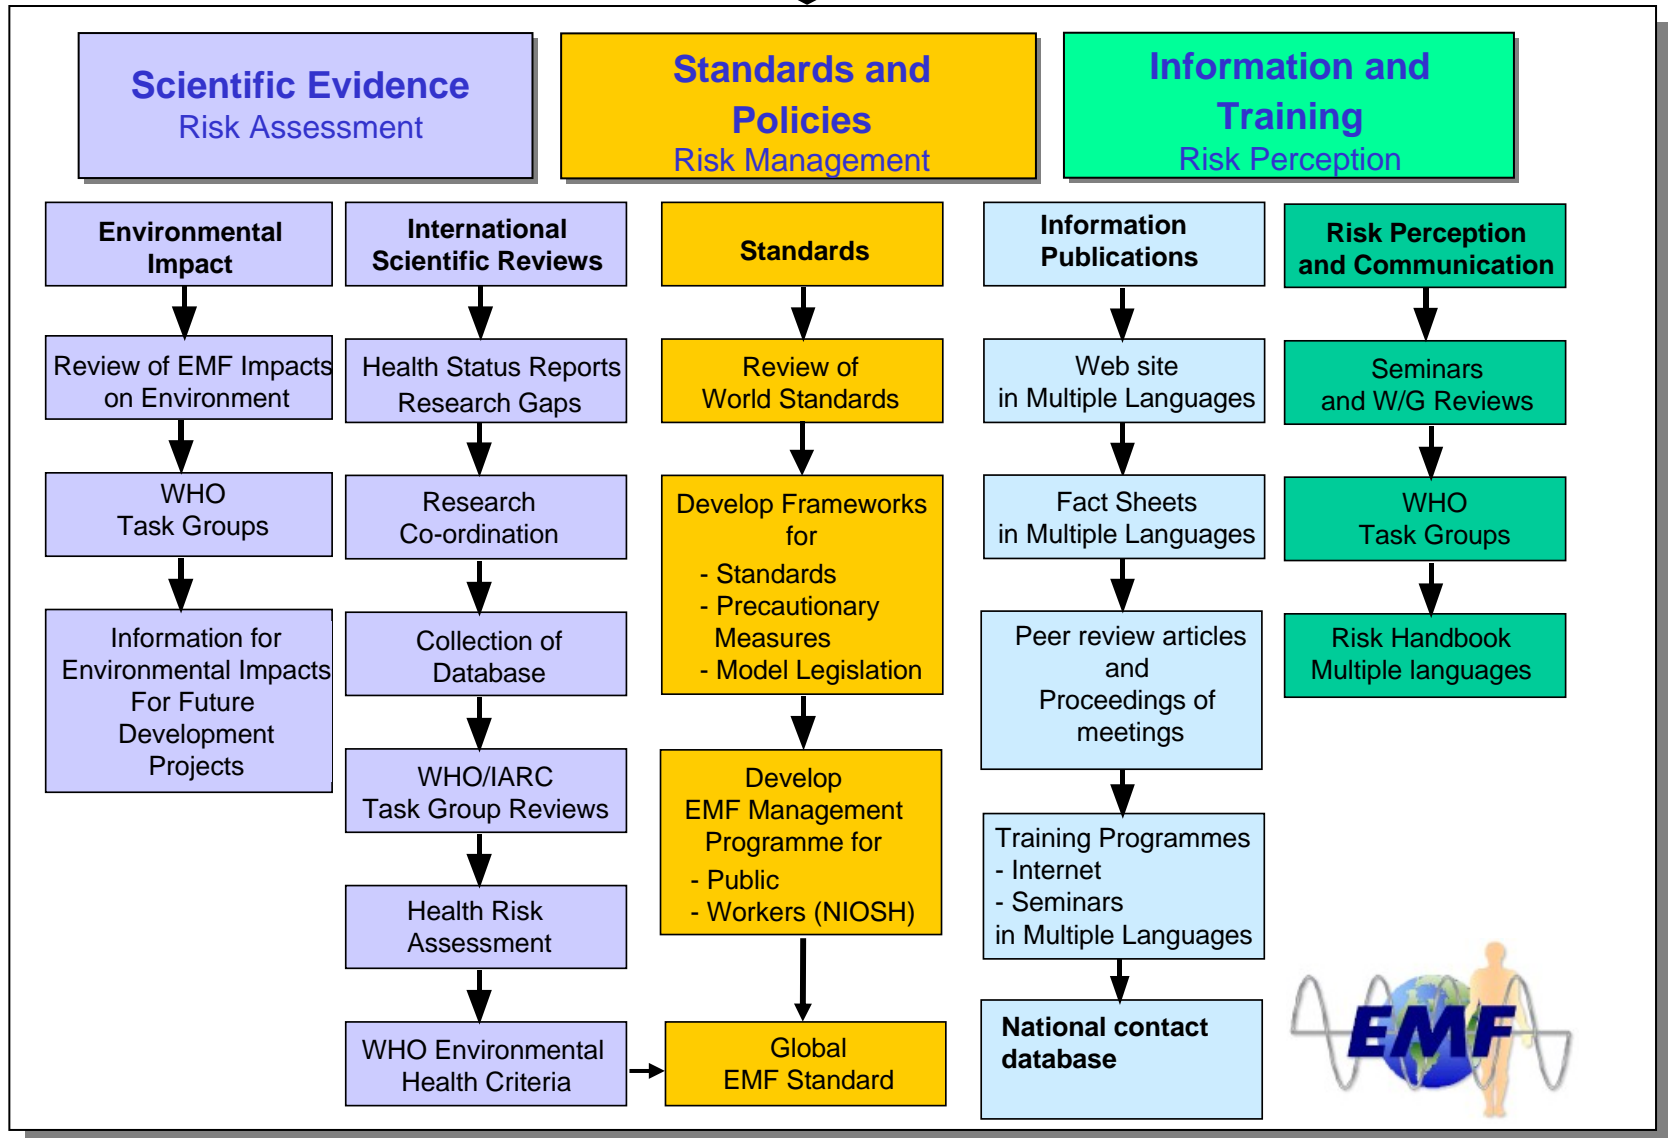 Scientific Evidence
Risk Assessment
Standards and
Policies
Risk Management
Information and
Training
Risk Perception
Environmental
Impact
Review of EMF Impacts
on Environment
WHO
Task Groups
Information for
Environmental Impacts
For Future
Development
Projects
International
Scientific Reviews
Health Status Reports
Research Gaps
Research
Co-ordination
Collection of
Database
WHO/IARC
Task Group Reviews
Health Risk
Assessment
WHO Environmental
Health Criteria
Standards
Review of
World Standards
Develop Frameworks
for
- Standards
- Precautionary
Measures
- Model Legislation
Develop
EMF Management
Programme for
- Public
- Workers (NIOSH)
Global
EMF Standard
Information
Publications
Web site
in Multiple Languages
Fact Sheets
in Multiple Languages
Peer review articles
and
Proceedings of
meetings
Training Programmes
- Internet
- Seminars
in Multiple Languages
National contact
database
Risk Perception
and Communication
Seminars
and W/G Reviews
WHO
Task Groups
Risk Handbook
Multiple languages
EMF